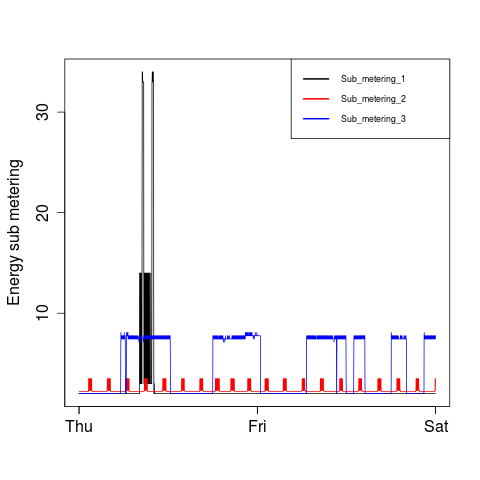 Sub_metering_1
Sub_metering_2
Sub_metering_3
Energy sub metering
30
20
10
Thu Fri Sat